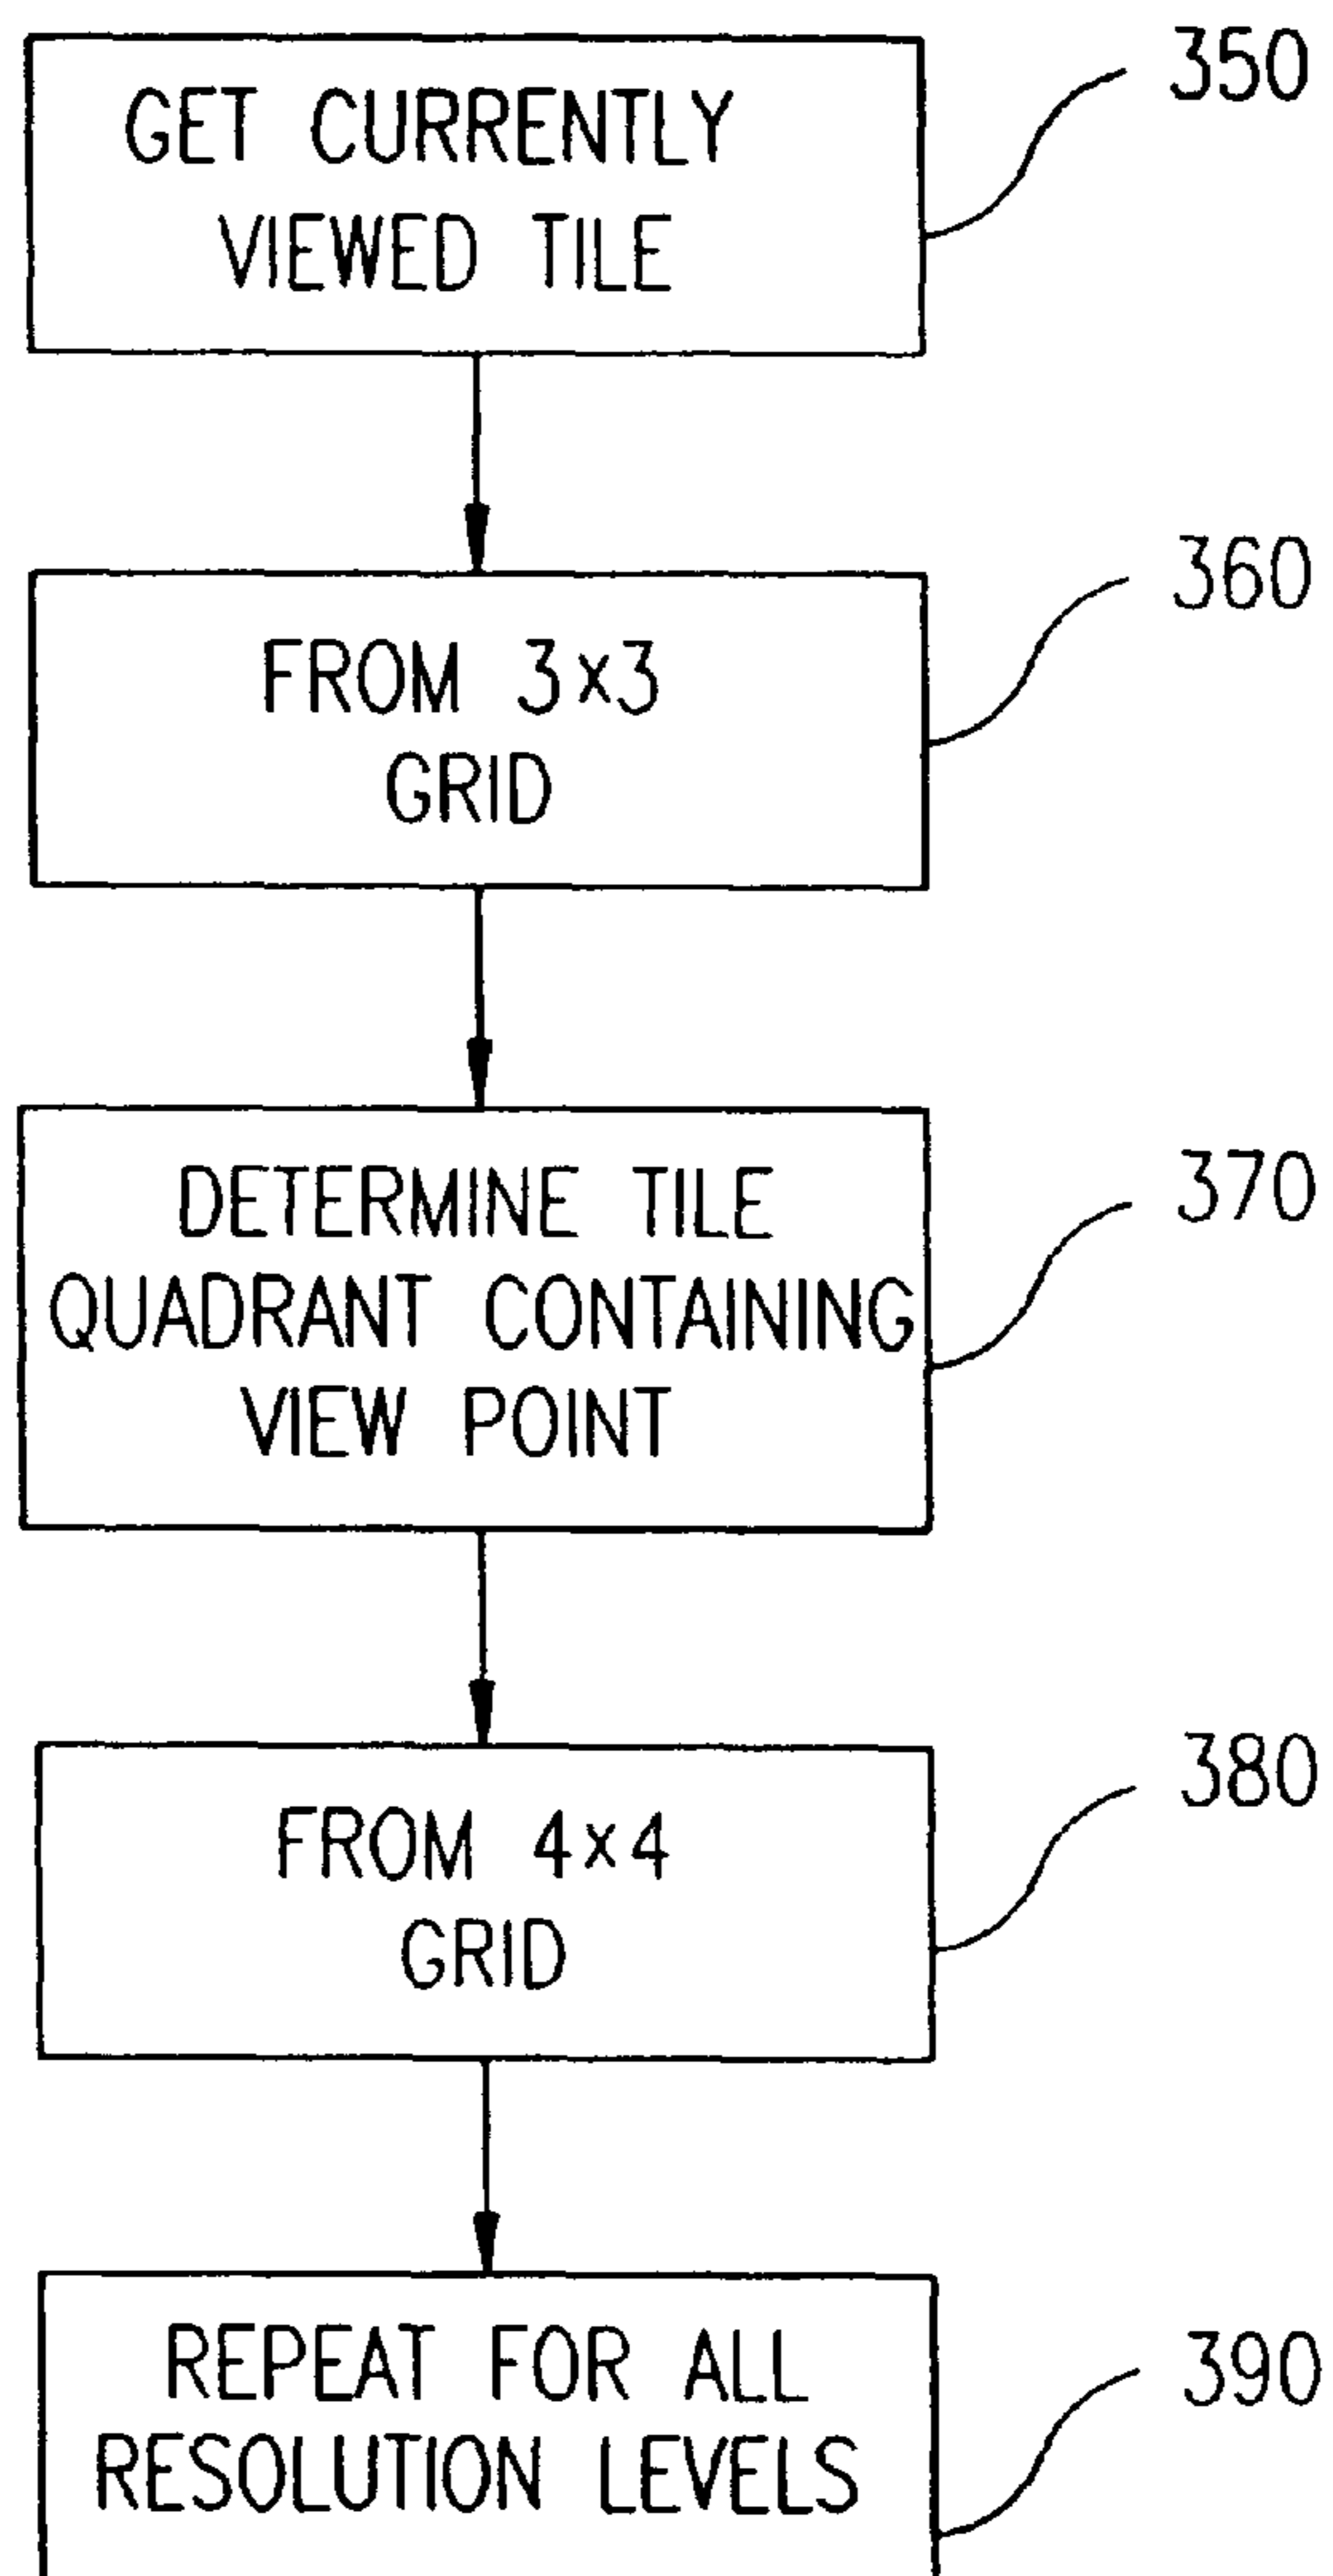 350
GET CURRENTLY
VIEWED TILE
360
FROM 3x3
GRID
370
DETERMINE TILE
QUADRANT CONTAINING
VIEW POINT
380
FROM 4x4
GRID
390
REPEAT FOR ALL
RESOLUTION LEVELS